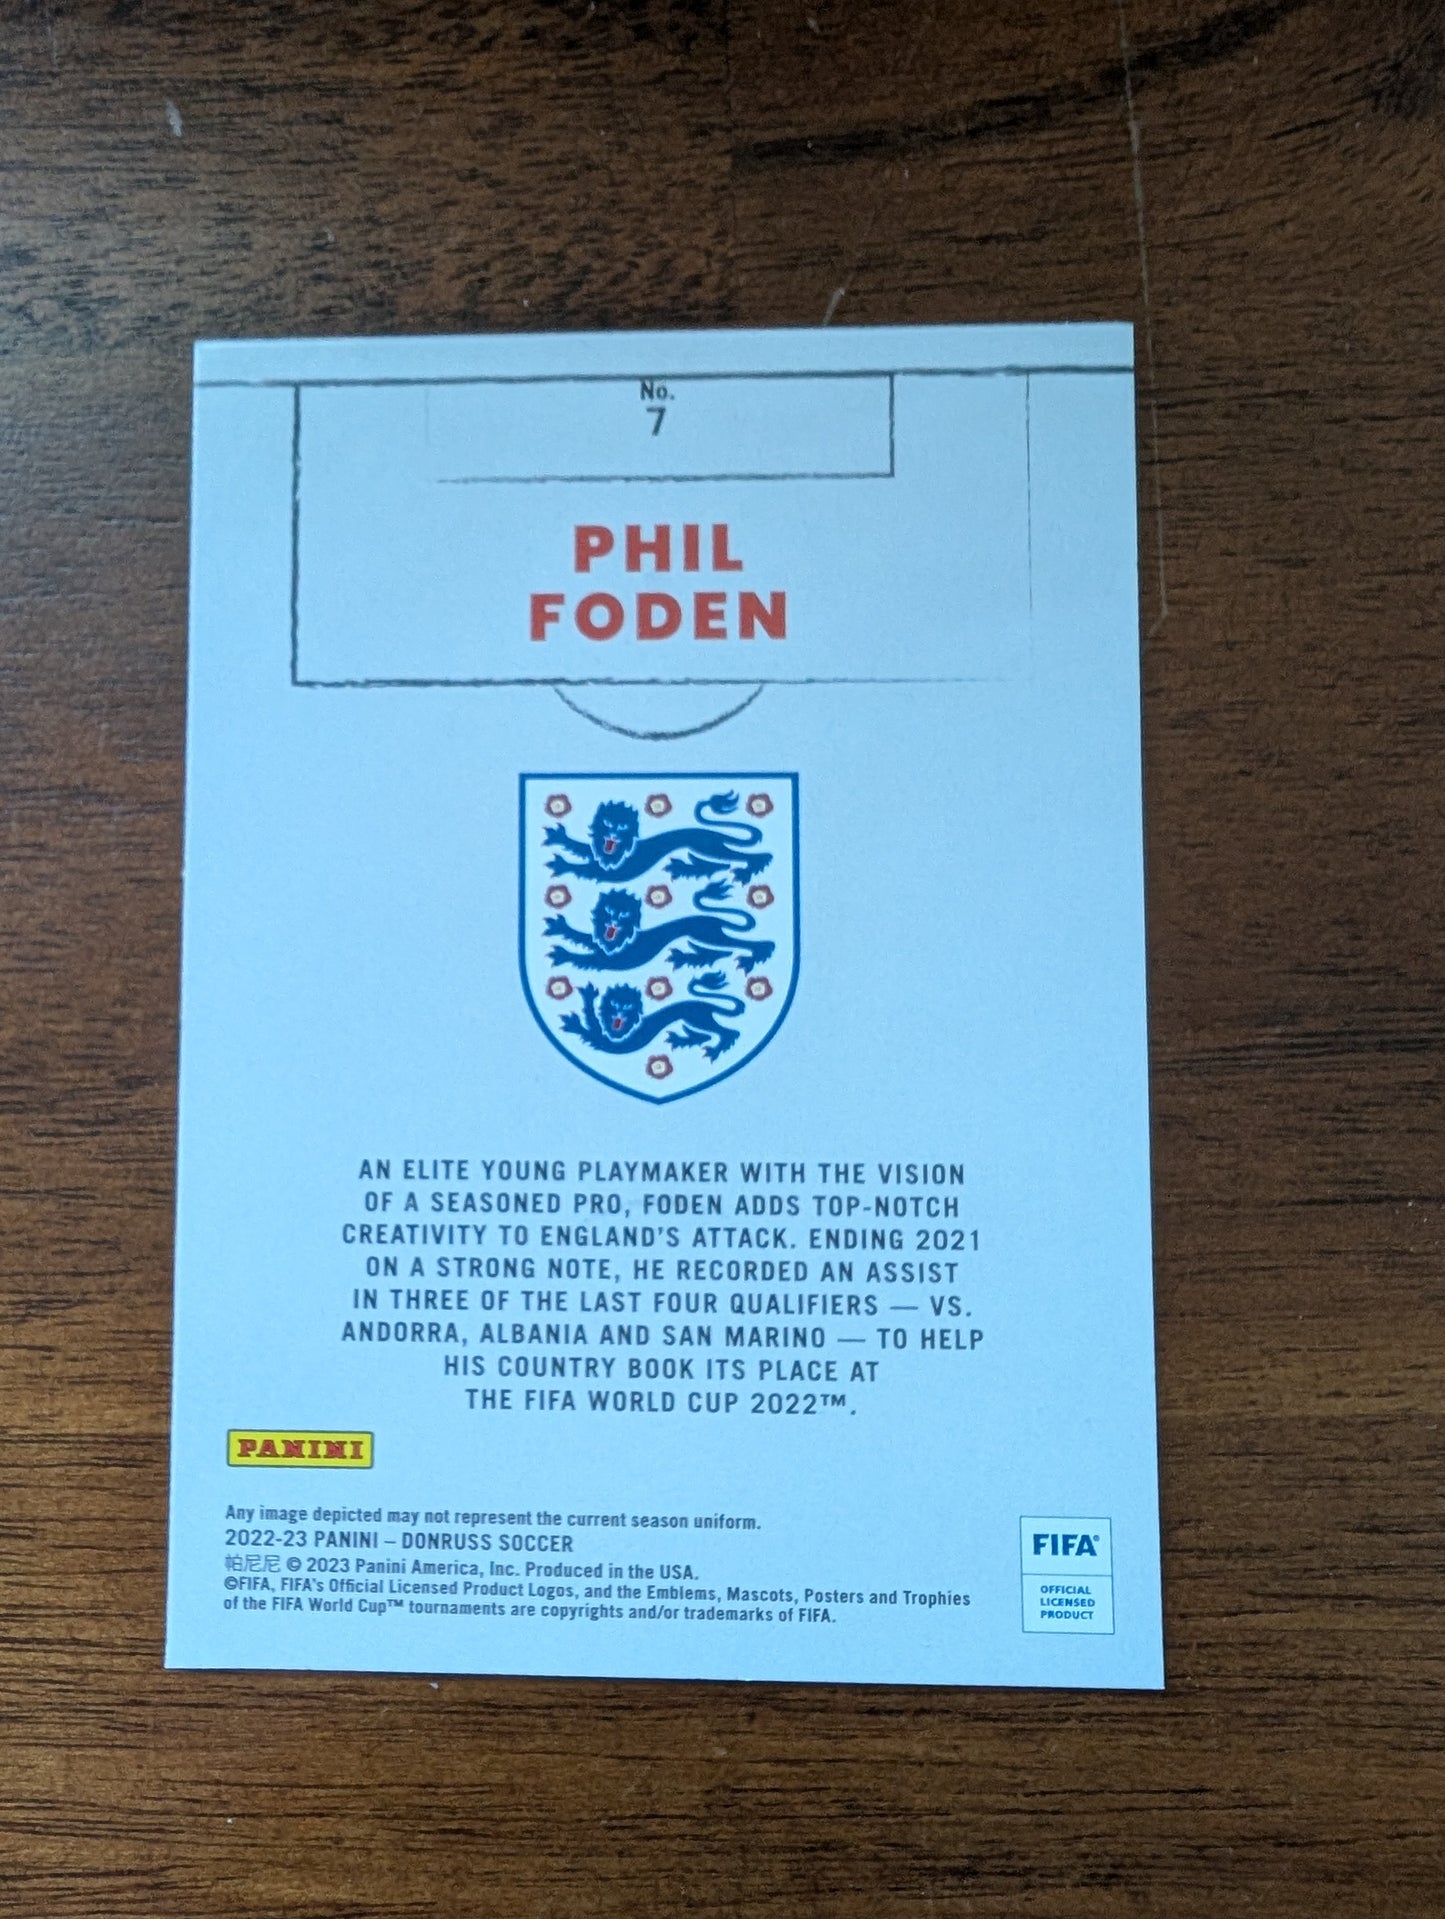 No.
7
PHIL
FODEN
AN ELITE YOUNG PLAYMAKER WITH THE VISION
OF A SEASONED PRO, FODEN ADDS TOP-NOTCH
CREATIVITY TO ENGLAND'S ATTACK. ENDING 2021
ON A STRONG NOTE, HE RECORDED AN ASSIST
IN THREE OF THE LAST FOUR QUALIFIERS — VS.
ANDORRA, ALBANIA AND SAN MARINO — TO HELP
HIS COUNTRY BOOK ITS PLACE AT
THE FIFA WORLD CUP 2022™.
PANINI
Any image depicted may not represent the current season uniform.
2022-23 PANINI – DONRUSS SOCCER
帕尼尼 © 2023 Panini America, Inc. Produced in the USA.
©FIFA, FIFA's Official Licensed Product Logos, and the Emblems, Mascots, Posters and Trophies
of the FIFA World Cup™ tournaments are copyrights and/or trademarks of FIFA.
FIFA®
OFFICIAL
LICENSED
PRODUCT